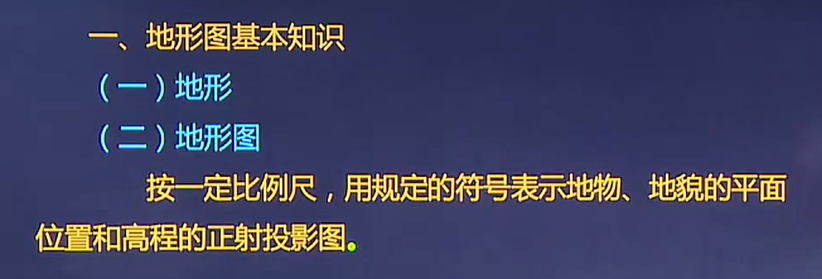 一、地形图基本知识
（一）地形
（二）地形图
按一定比例尺，用规定的符号表示地物、地貌的平面
位置和高程的正射投影图。